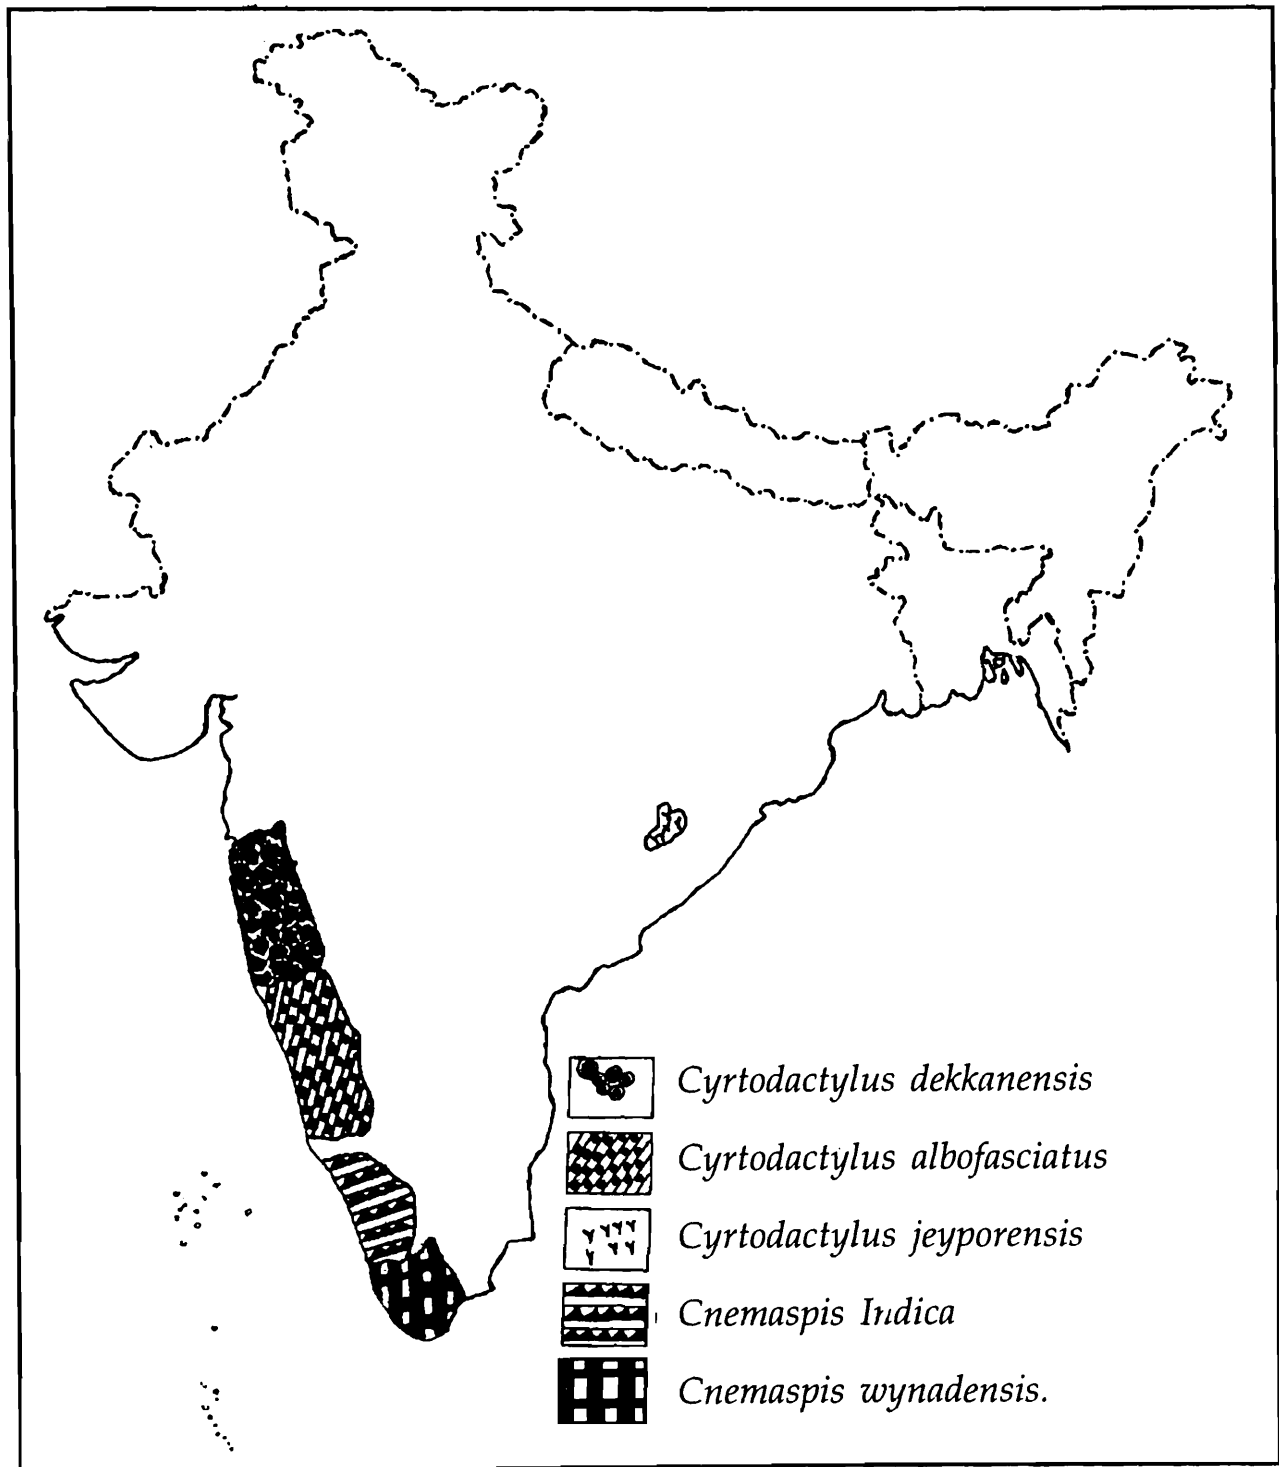 Cyrtodactylus dekkanensis
Cyrtodactylus albofasciatus
Cyrtodactylus jeyporensis
Cnemaspis Indica
Cnemaspis wynadensis.